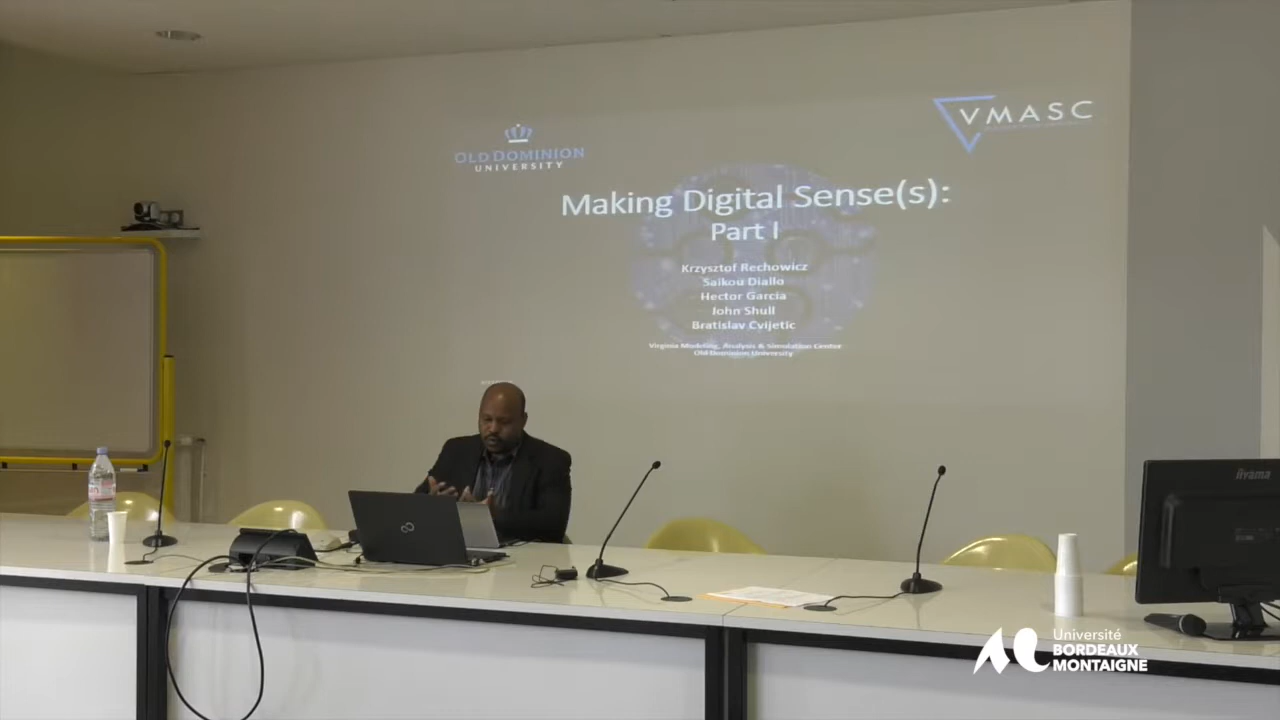 OLD DOMINION
UNIVERSITY
VMASC
Making Digital Sense(s):
Part I
Krzysztof Rechowicz
Saikou Diallo
Hector Garcia
John Shull
Bratislav Cvijetic
Virginia Modeling, Analysis & Simulation Center
Old Dominion University
iiyama
Université
BORDEAUX
MONTAIGNE